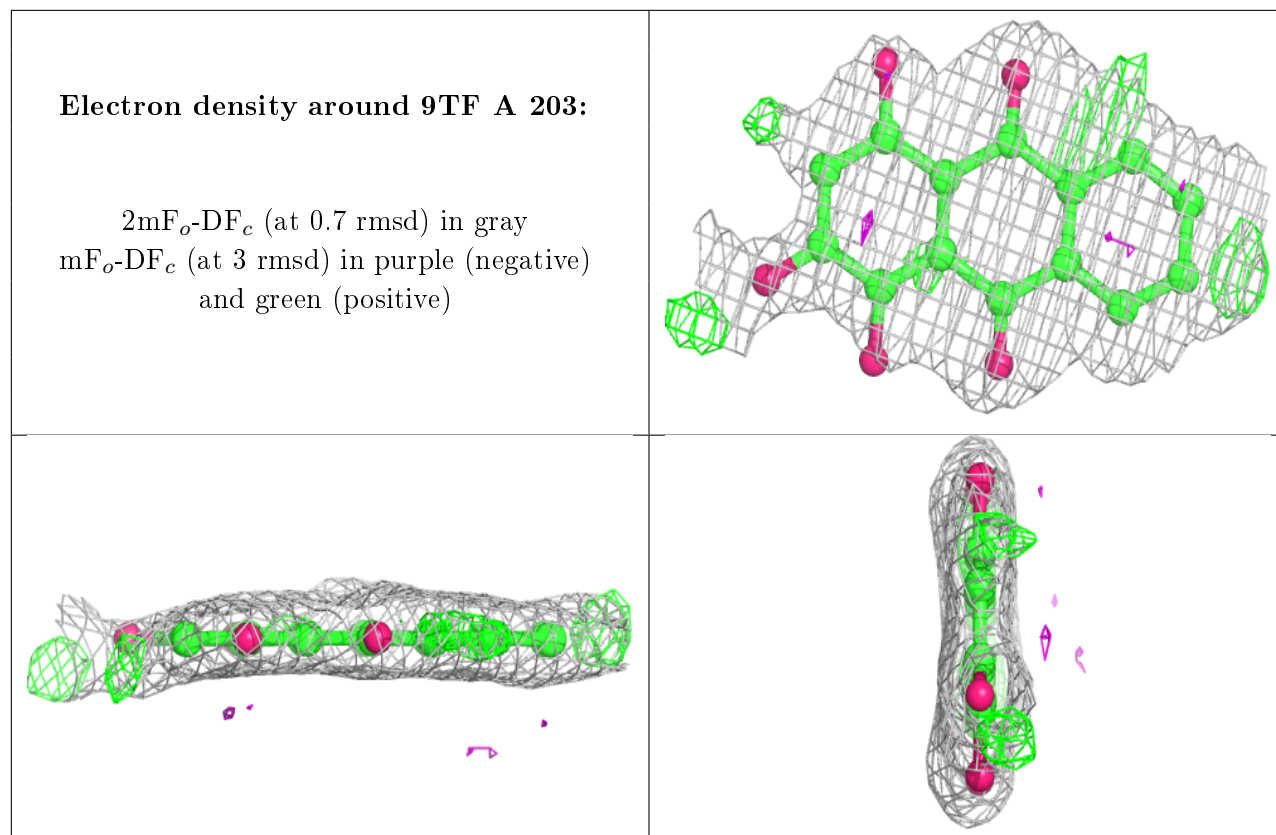 Electron density around 9TF A 203:
2mFo-DFc (at 0.7 rmsd) in gray
mFo-DFc (at 3 rmsd) in purple (negative)
and green (positive)